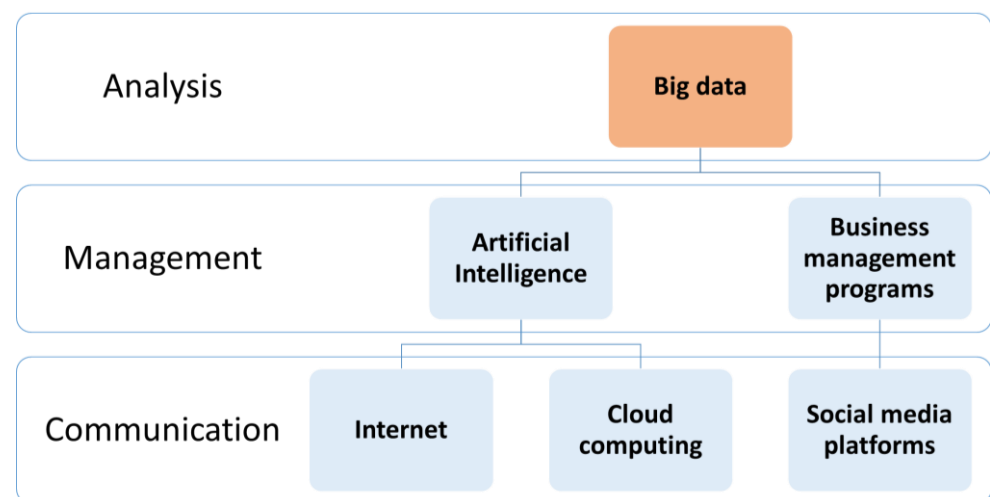 Analysis
Big data
Management
Artificial
Intelligence
Business
management
programs
Communication
Internet
Cloud
computing
Social media
platforms